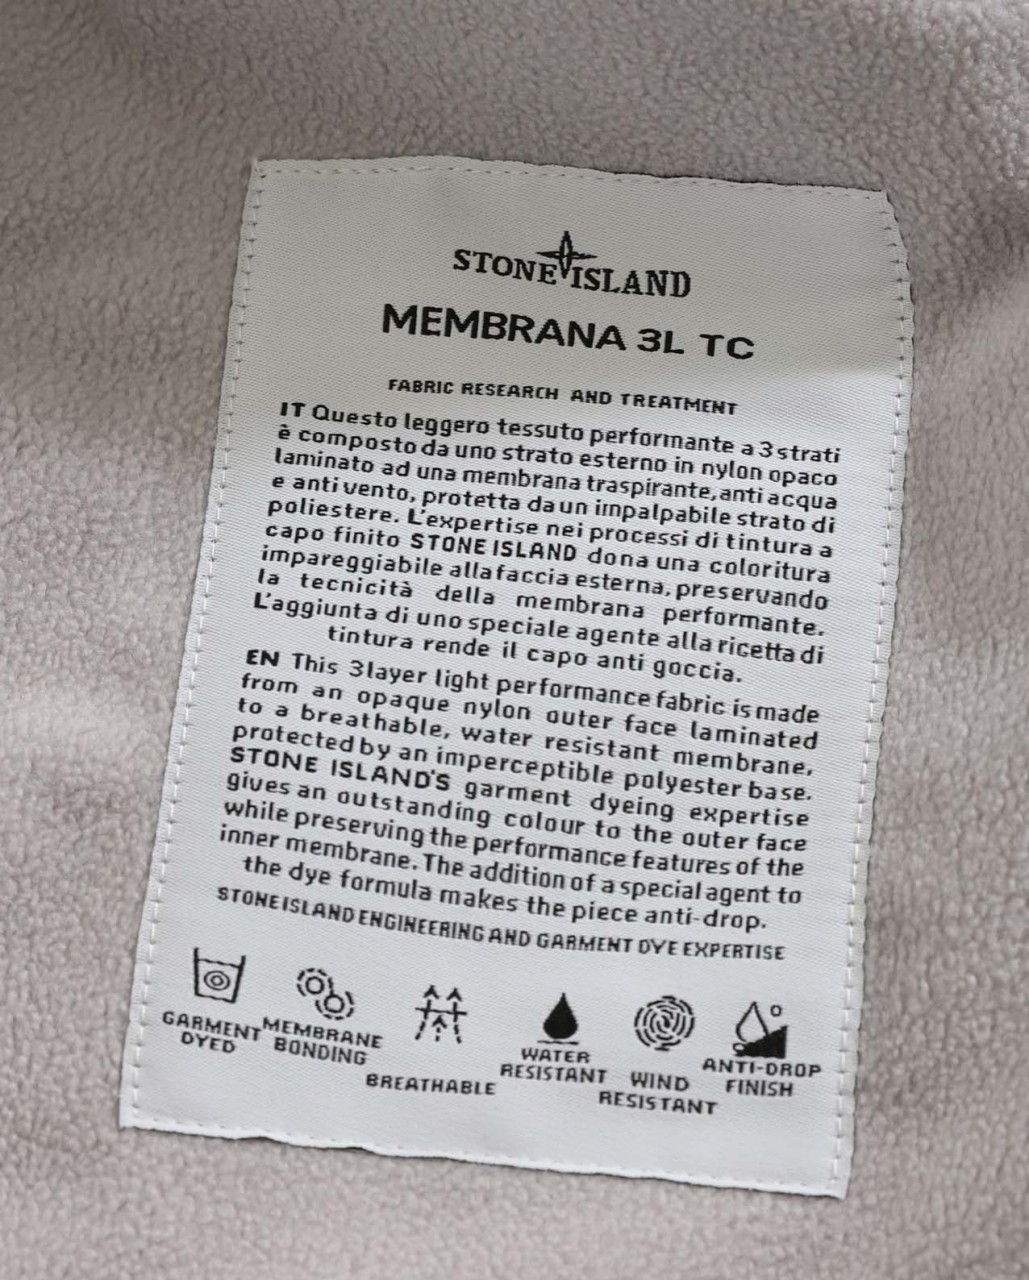 STONE ISLAND
MEMBRANA 3L TC
FABRIC RESEARCH AND TREATMENT
IT Questo leggero tessuto performante a 3 strati
è composto da uno strato esterno in nylon opaco
laminato ad una membrana traspirante, anti acqua
e anti vento, protetta da un impalpabile strato di
poliestere. L'expertise nei processi di tintura a
capo finito STONE ISLAND dona una coloritura
impareggiabile alla faccia esterna, preservando
la tecnicità della membrana performante.
L'aggiunta di uno speciale agente alla ricetta di
tintura rende il capo anti goccia.
EN This 3 layer light performance fabric is made
from an opaque nylon outer face laminated
to a breathable, water resistant membrane,
protected by an imperceptible polyester base.
STONE ISLAND'S garment dyeing expertise
gives an outstanding colour to the outer face
while preserving the performance features of the
inner membrane. The addition of a special agent to
the dye formula makes the piece anti-drop.
STONE ISLAND ENGINEERING AND GARMENT DYE EXPERTISE
GARMENT
DYED
MEMBRANE
BONDING
BREATHABLE
WATER
RESISTANT
WIND
RESISTANT
ANTI-DROP
FINISH